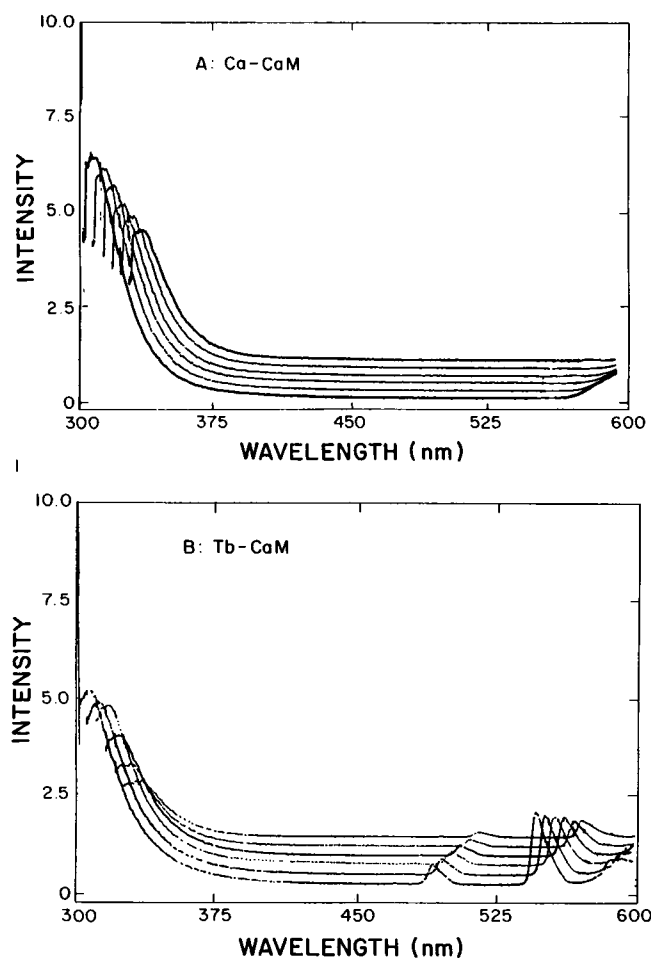 10.0
A: Ca-CaM
7.5
5.0
2.5
0
INTENSITY
300 375 450 525 600
WAVELENGTH (nm)
10.0
B: Tb-CaM
7.5
5.0
2.5
0
INTENSITY
300 375 450 525 600
WAVELENGTH (nm)